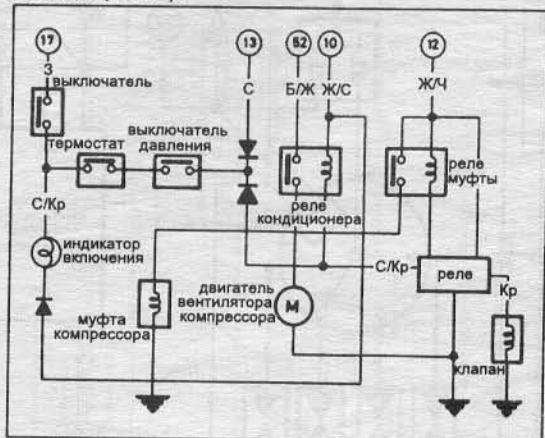 17
13
52
10
12
З
С
Б/Ж
Ж/С
Ж/Ч
выключатель
термостат
выключатель
давления
реле
кондиционера
реле
муфты
С/Кр
индикатор
включения
муфта
компрессора
двигатель
вентилятора
компрессора
М
С/Кр
реле
Кр
клапан